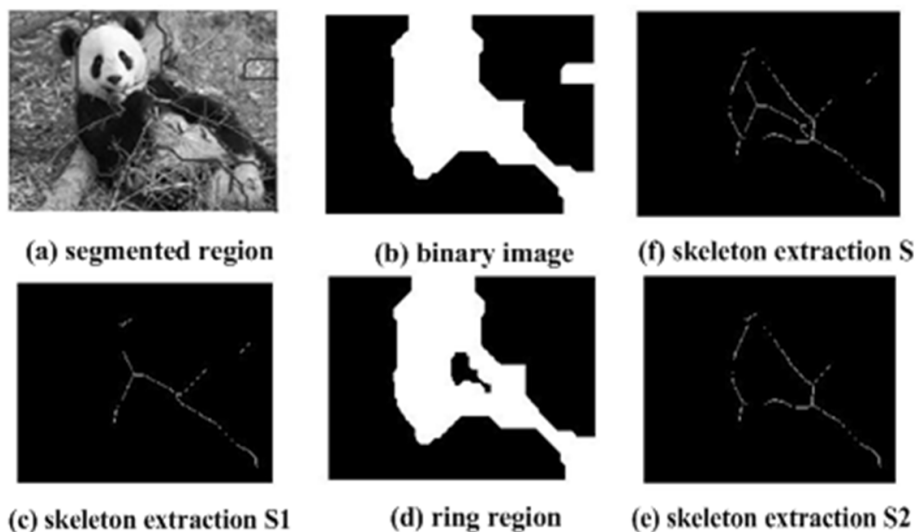 (a) segmented region
(b) binary image
(f) skeleton extraction S
(c) skeleton extraction S1
(d) ring region
(e) skeleton extraction S2